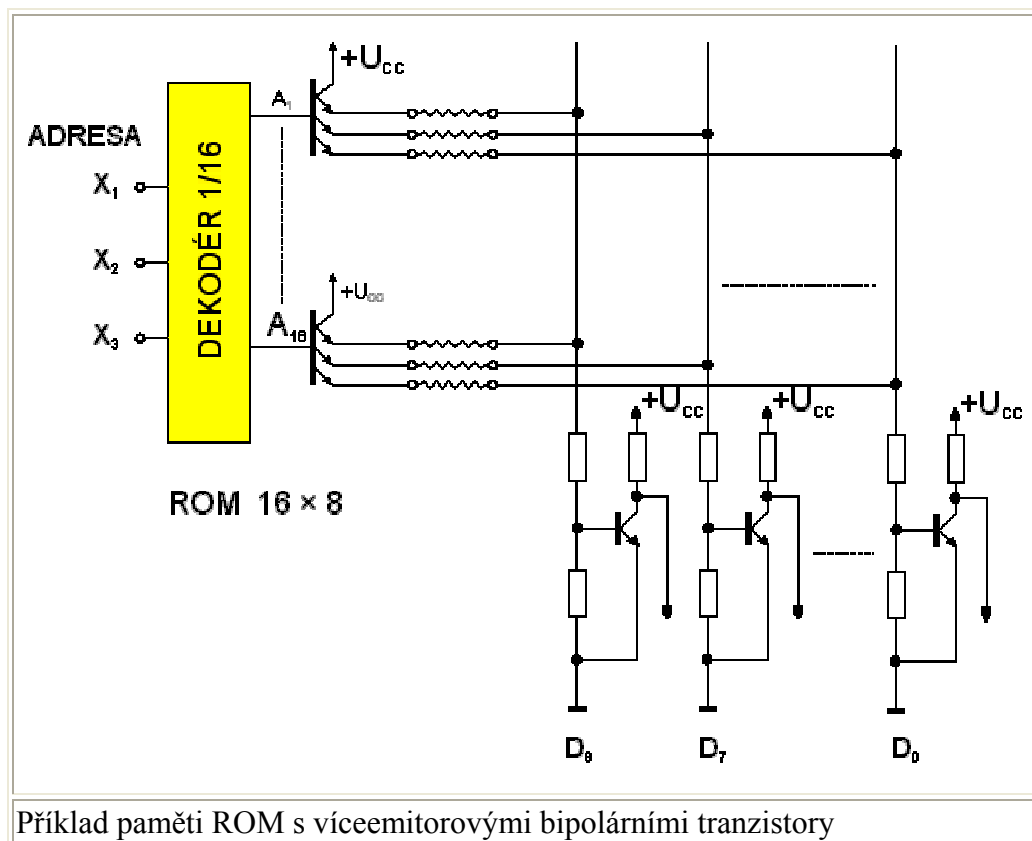 +Ucc
A₁
ADRESA
X₁
X₂
X₃
DEKODÉR 1/16
+Ucc
A₁₆
+Ucc
+Ucc
+Ucc
ROM 16 × 8
D₈
D₇
D₀
Příklad paměti ROM s víceemitorovými bipolárními tranzistory